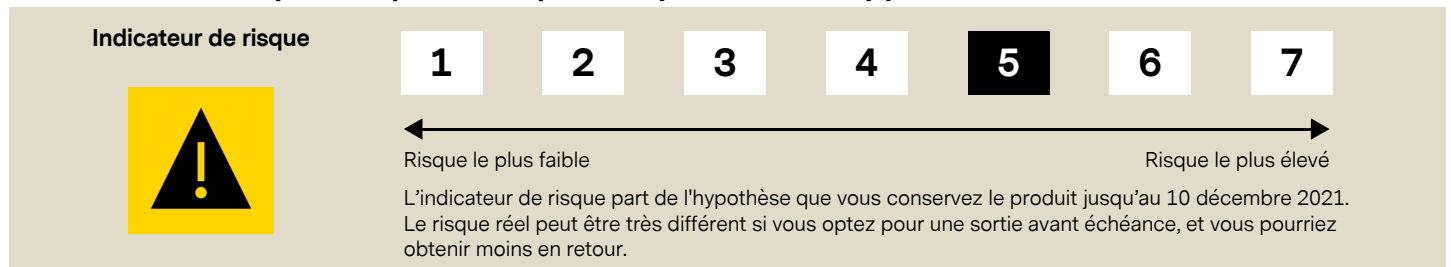 Indicateur de risque
1 2 3 4 5 6 7
Risque le plus faible
Risque le plus élevé
L’indicateur de risque part de l'hypothèse que vous conservez le produit jusqu’au 10 décembre 2021.
Le risque réel peut être très différent si vous optez pour une sortie avant échéance, et vous pourriez
obtenir moins en retour.